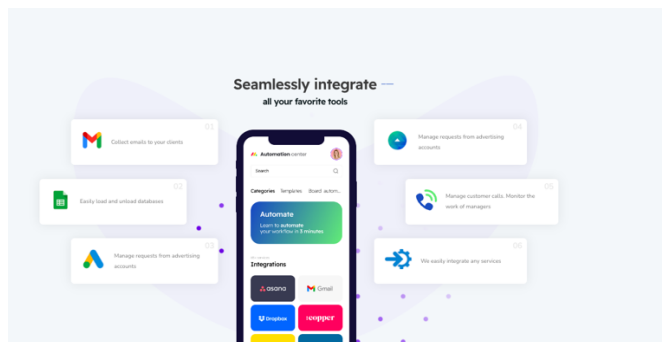 Seamlessly integrate
all your favorite tools
01
Collect emails to your clients
02
Easily load and unload databases
03
Manage requests from advertising
accounts
04
Manage requests from advertising
accounts
05
Manage customer calls. Monitor the
work of managers
06
We easily integrate any services
Automation center
Search
Categories Templates Board autom...
Automate
Learn to automate
your workflow in 3 minutes
Integrations
asana
Gmail
Dropbox
copper